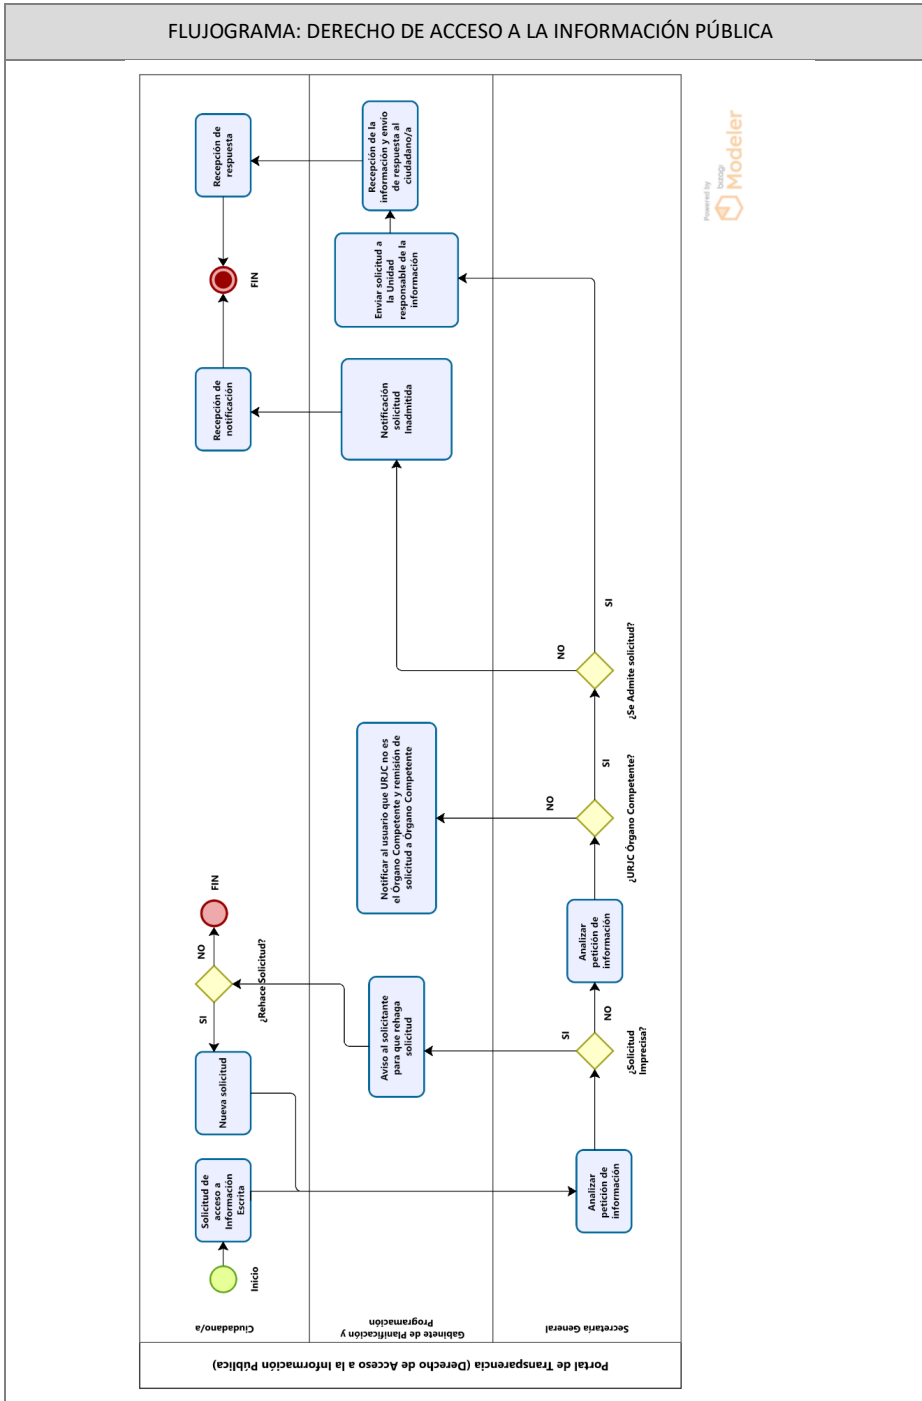 FLUJOGRAMA: DERECHO DE ACCESO A LA INFORMACIÓN PÚBLICA
Portal de Transparencia (Derecho de Acceso a la Información Pública)
Ciudadano/a
Inicio
Solicitud de
acceso a
Información
Escrita
Nueva solicitud
SI
¿Rehace Solicitud?
NO
FIN
Recepción de
notificación
FIN
Recepción de
respuesta
Gabinete de Planificación y
Programación
Aviso al solicitante
para que rehaga
solicitud
Notificar al usuario que URJC no es
el Órgano Competente y remisión de
solicitud a Órgano Competente
Notificación
solicitud
Inadmitida
Enviar solicitud a
la Unidad
responsable de la
información
Recepción de la
información y envío
de respuesta al
ciudadano/a
Secretaria General
Analizar
petición de
información
¿Solicitud
Imprecisa?
SI
NO
Analizar
petición de
información
¿URJC Órgano Competente?
NO
SI
¿Se Admite solicitud?
NO
SI
Powered by
bizagi
Modeler